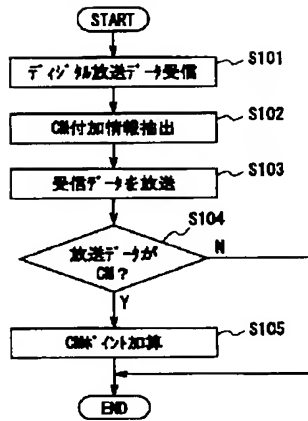 START
ディジタル放送データ受信
S101
CM付加情報抽出
S102
受信データを放送
S103
放送データが
CM?
S104
N
Y
CMポイント加算
S105
END